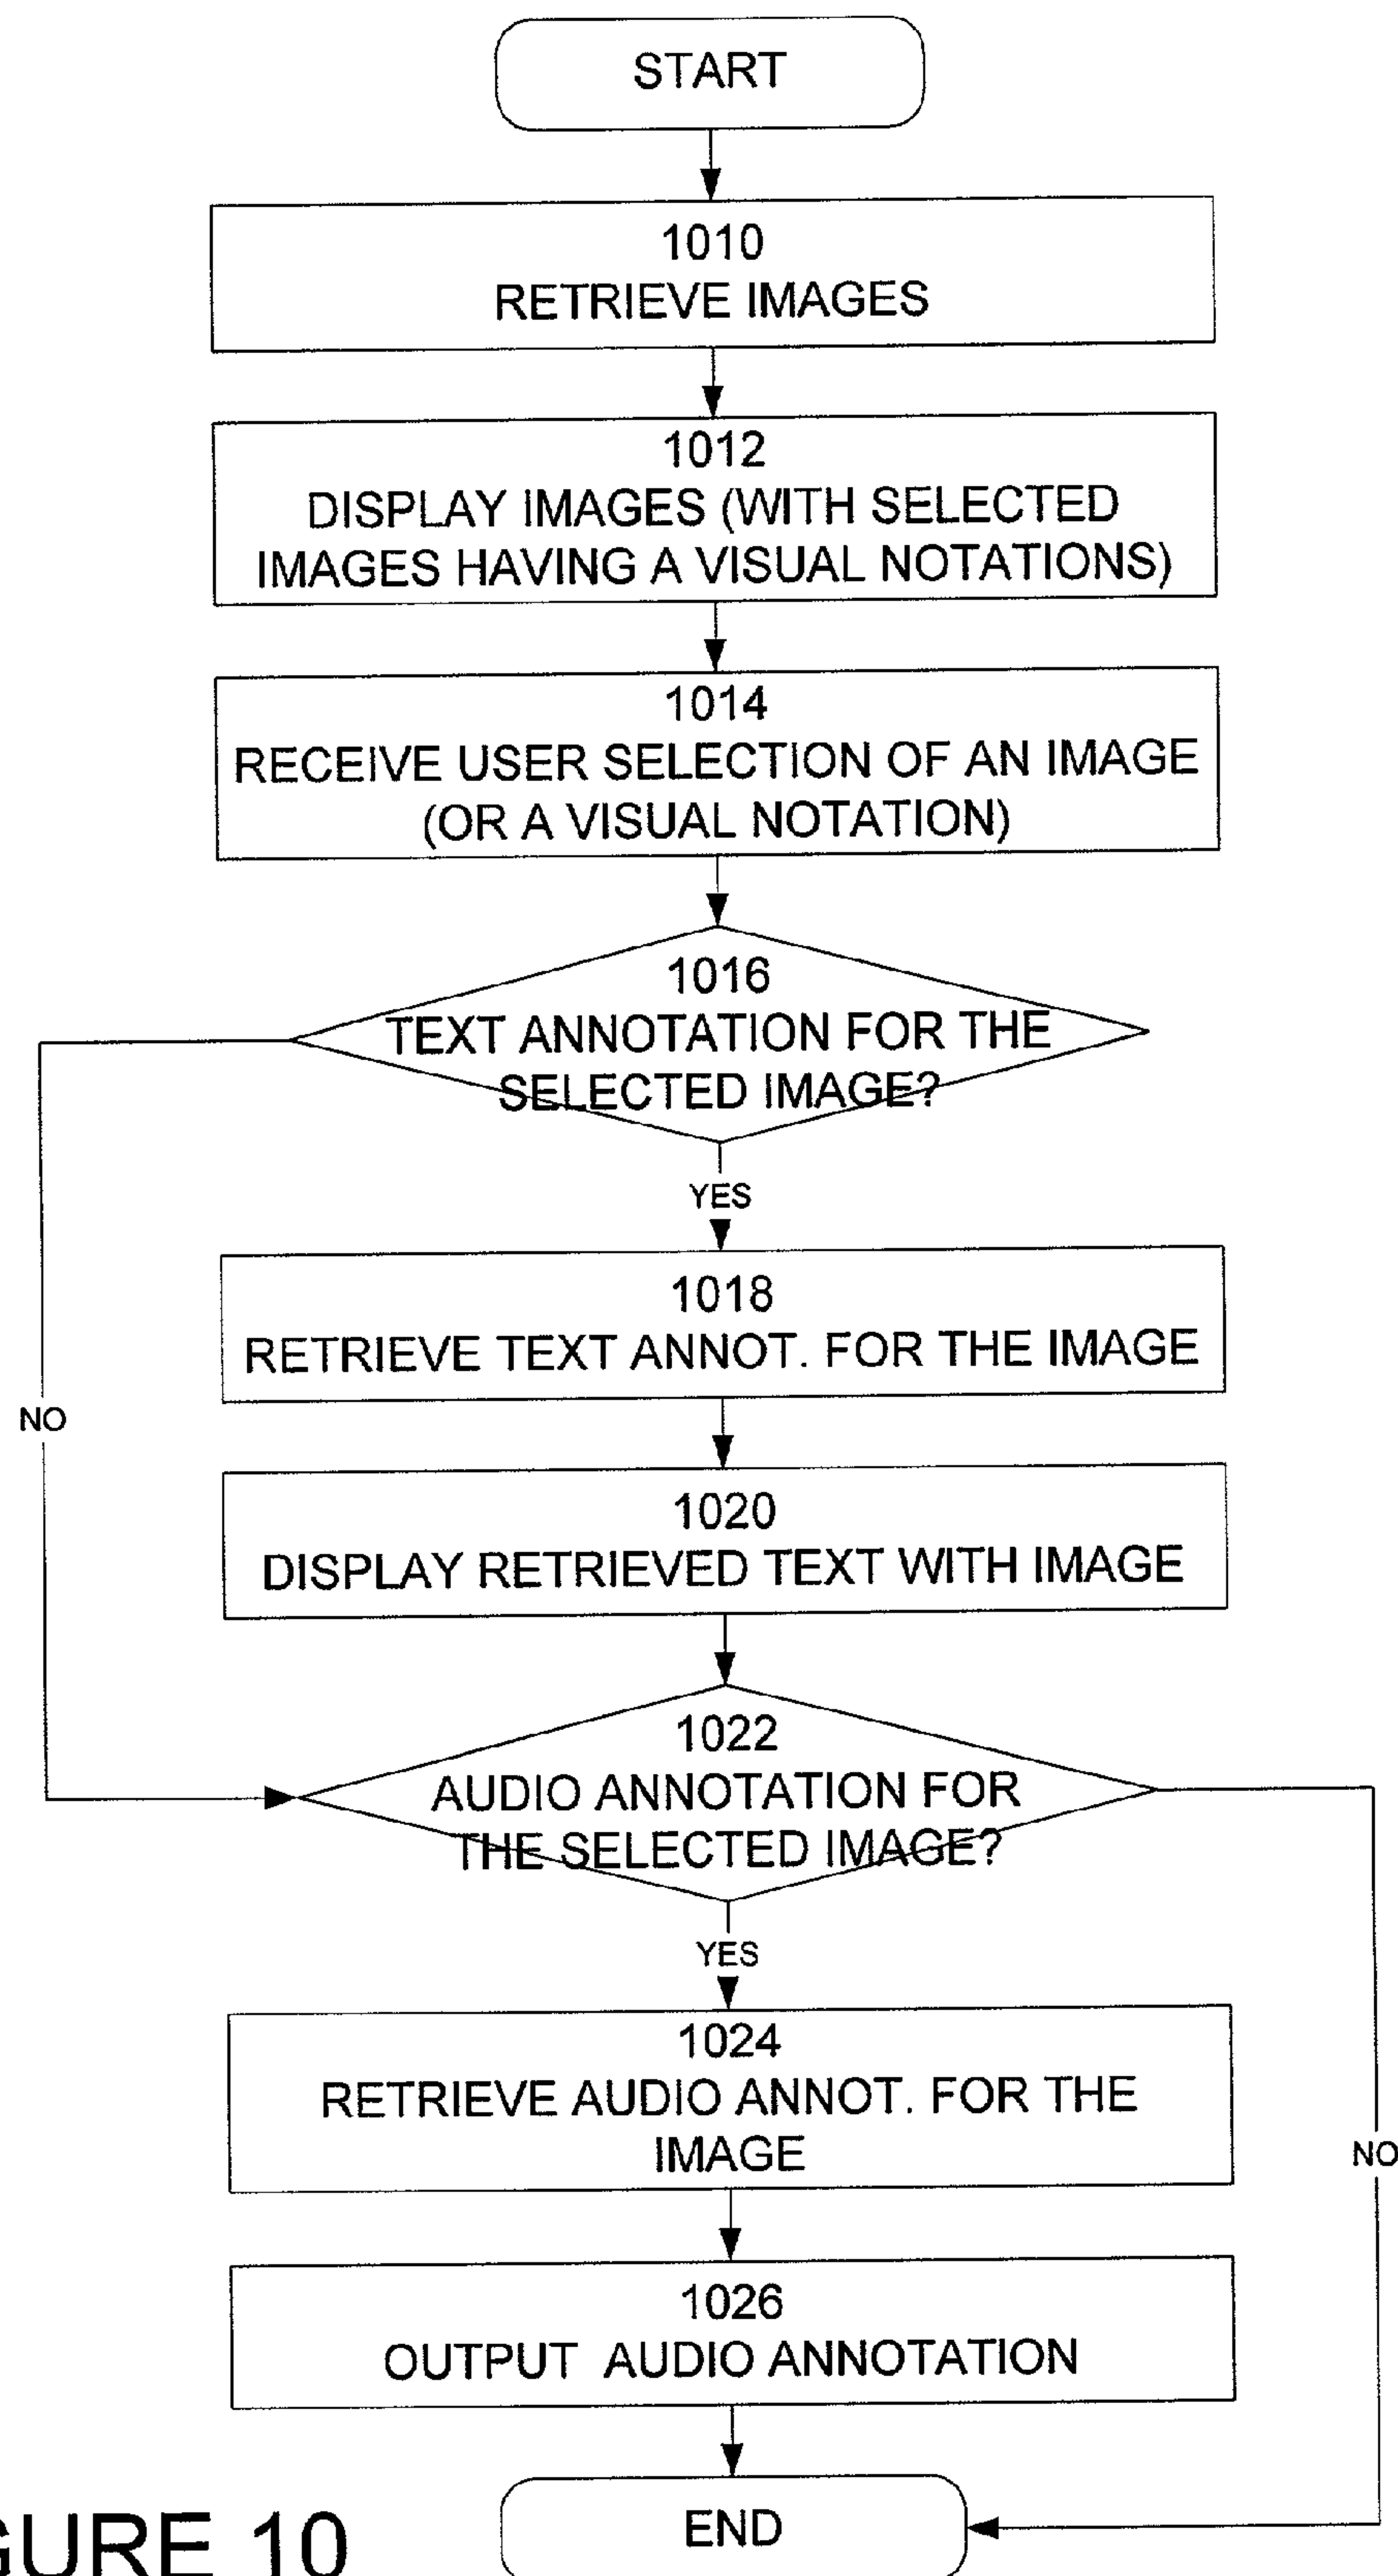 START
1010
RETRIEVE IMAGES
1012
DISPLAY IMAGES (WITH SELECTED
IMAGES HAVING A VISUAL NOTATIONS)
1014
RECEIVE USER SELECTION OF AN IMAGE
(OR A VISUAL NOTATION)
1016
TEXT ANNOTATION FOR THE
SELECTED IMAGE?
YES
1018
RETRIEVE TEXT ANNOT. FOR THE IMAGE
NO
1020
DISPLAY RETRIEVED TEXT WITH IMAGE
1022
AUDIO ANNOTATION FOR
THE SELECTED IMAGE?
YES
1024
RETRIEVE AUDIO ANNOT. FOR THE
IMAGE
NO
1026
OUTPUT AUDIO ANNOTATION
END
GURE 10